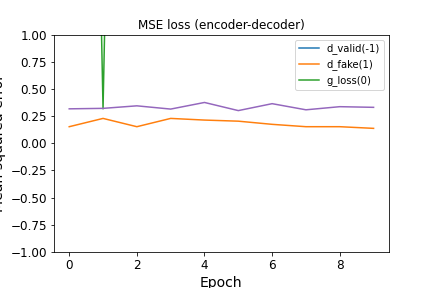 MSE loss (encoder-decoder)
1.00
0.75
0.50
0.25
0.00
−0.25
−0.50
−0.75
−1.00
d_valid(-1)
d_fake(1)
g_loss(0)
0 2 4 6 8
Epoch